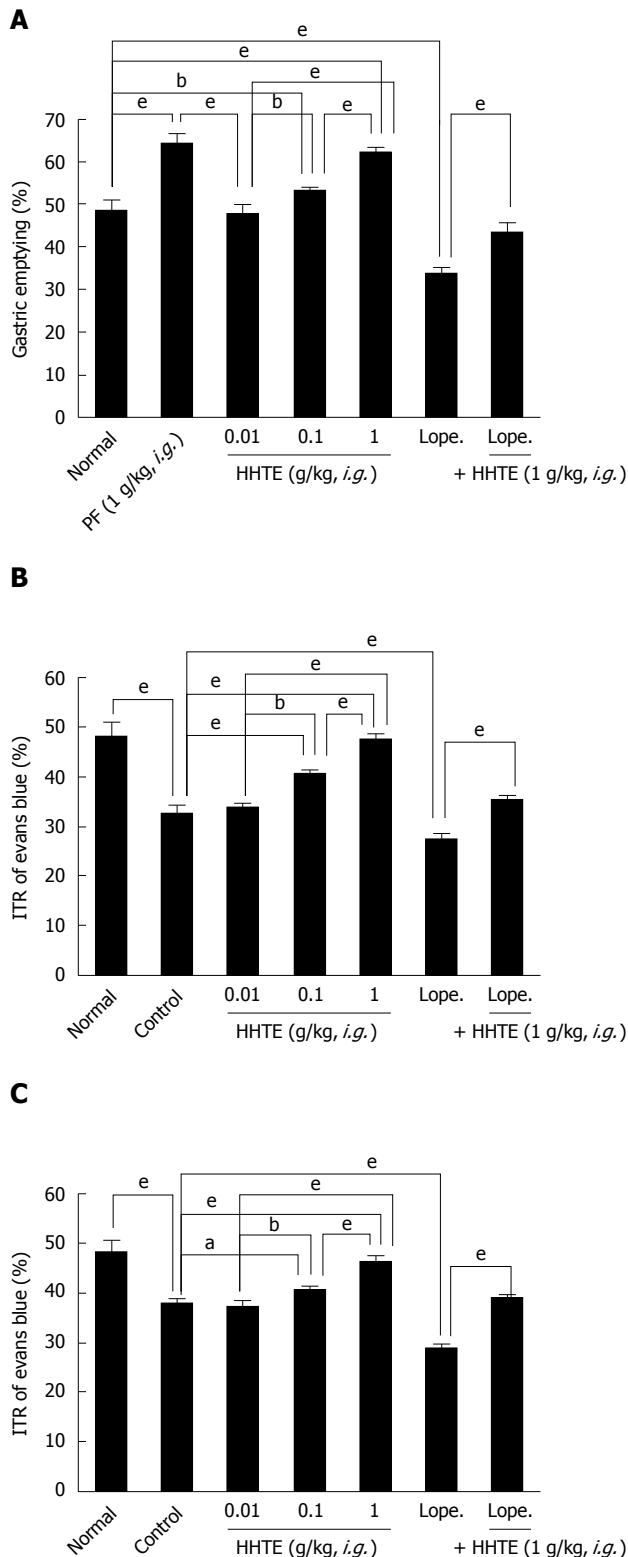 A
e
e
b
e
e
e
b
e
e
70
60
50
40
30
20
10
0
Gastric emptying (%)
Normal
PF (1 g/kg, i.g.)
0.01
0.1
1
Lope.
Lope.
HHTE (g/kg, i.g.)
+ HHTE (1 g/kg, i.g.)
B
e
e
e
e
b
e
e
e
60
50
40
30
20
10
0
ITR of evans blue (%)
Normal
Control
0.01
0.1
1
Lope.
Lope.
HHTE (g/kg, i.g.)
+ HHTE (1 g/kg, i.g.)
C
e
e
e
e
b
e
a
e
60
50
40
30
20
10
0
ITR of evans blue (%)
Normal
Control
0.01
0.1
1
Lope.
Lope.
HHTE (g/kg, i.g.)
+ HHTE (1 g/kg, i.g.)